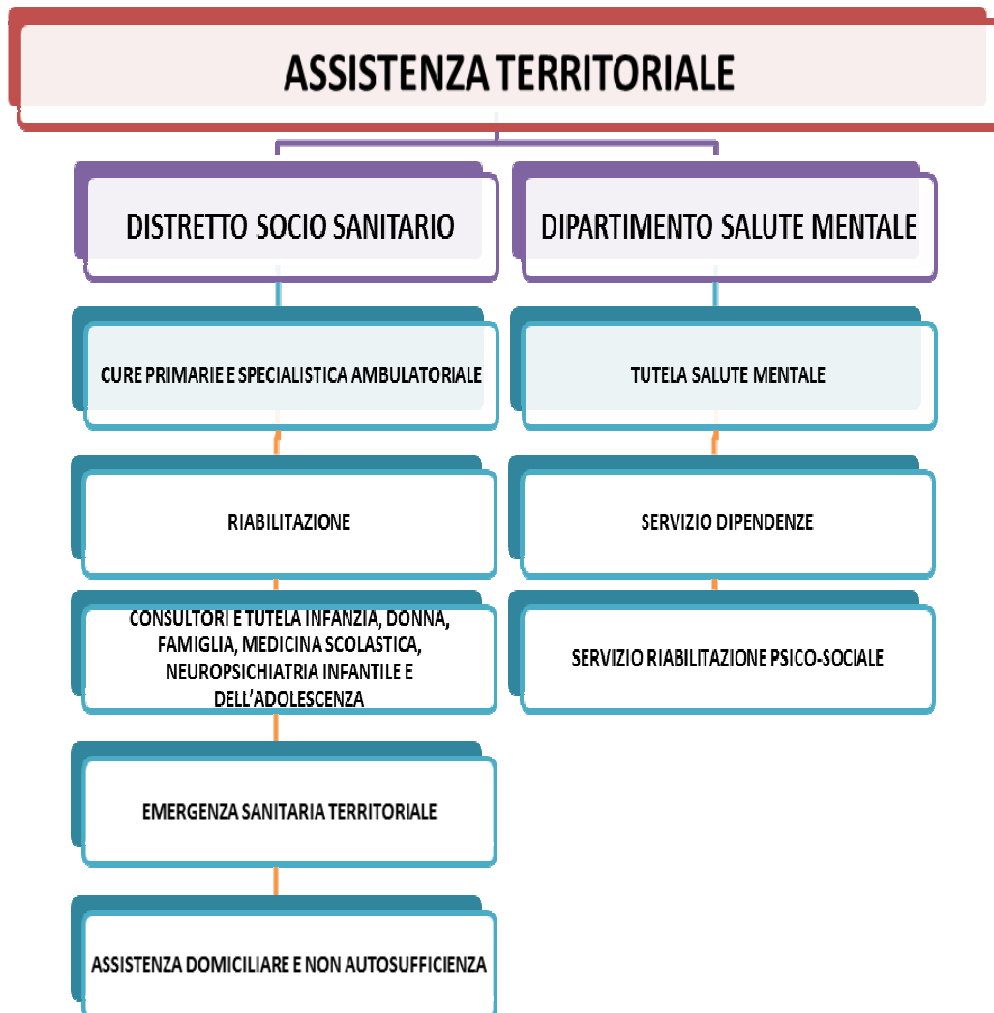 ASSISTENZA TERRITORIALE
DISTRETTO SOCIO SANITARIO
DIPARTIMENTO SALUTE MENTALE
CURE PRIMARIE E SPECIALISTICA AMBULATORIALE
TUTELA SALUTE MENTALE
RIABILITAZIONE
SERVIZIO DIPENDENZE
CONSULTORI E TUTELA INFANZIA, DONNA,
FAMIGLIA, MEDICINA SCOLASTICA,
NEUROPSICHIATRIA INFANTILE E
DELL'ADOLESCENZA
SERVIZIO RIABILITAZIONE PSICO-SOCIALE
EMERGENZA SANITARIA TERRITORIALE
ASSISTENZA DOMICILIARE E NON AUTOSUFFICIENZA